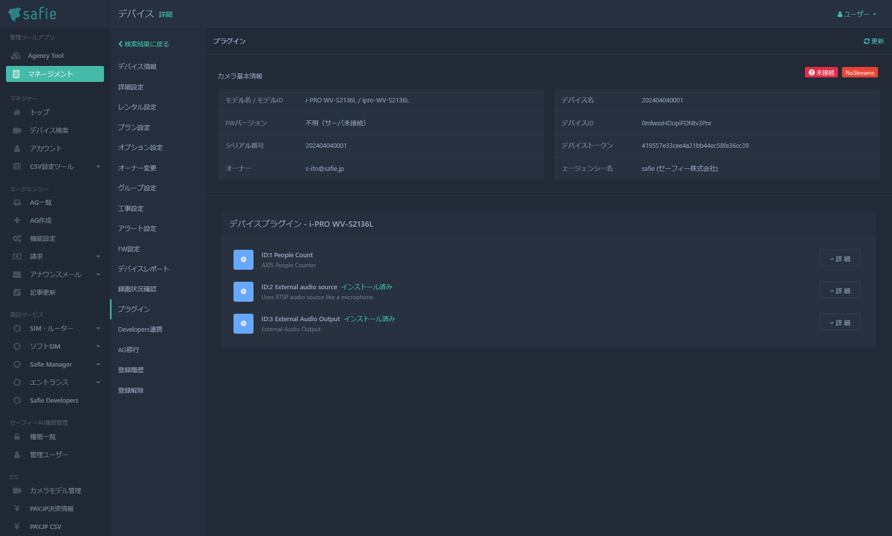 safie
デバイス 詳細
ユーザー
管理ツールアプリ
Agency Tool
マネージメント
マネジャー
トップ
デバイス検索
アカウント
CSV設定ツール
エージェンシー
AG一覧
AG作成
機能設定
請求
アナウンスメール
記事更新
周辺サービス
SIM・ルーター
ソフトSIM
Safie Manager
エントランス
Safie Developers
セーフィーAG権限管理
権限一覧
管理ユーザー
ETC
カメラモデル管理
PAY.JP決済情報
PAY.JP CSV
検索結果に戻る
デバイス情報
詳細設定
レンタル設定
プラン設定
オプション設定
オーナー変更
グループ設定
工事設定
アラート設定
FW設定
デバイスレポート
録画状況確認
プラグイン
Developers連携
AG移行
登録履歴
登録解除
プラグイン
更新
カメラ基本情報
未接続 NoStreams
モデル名 / モデルID i-PRO WV-S2136L / ipro-WV-S2136L
FWバージョン 不明（サーバ未接続）
シリアル番号 202404040001
オーナー s-ito@safie.jp
デバイス名 202404040001
デバイスID 0mlwxxHDopiFONtv3Pnr
デバイストークン 419557e33cee4a21bb44ec58fe36cc39
エージェンシー名 safie (セーフィー株式会社)
デバイスプラグイン - i-PRO WV-S2136L
ID:1 People Count
AXIS People Counter
詳 細
ID:2 External audio source インストール済み
Uses RTSP audio source like a microphone.
詳 細
ID:3 External Audio Output インストール済み
External Audio Output
詳 細